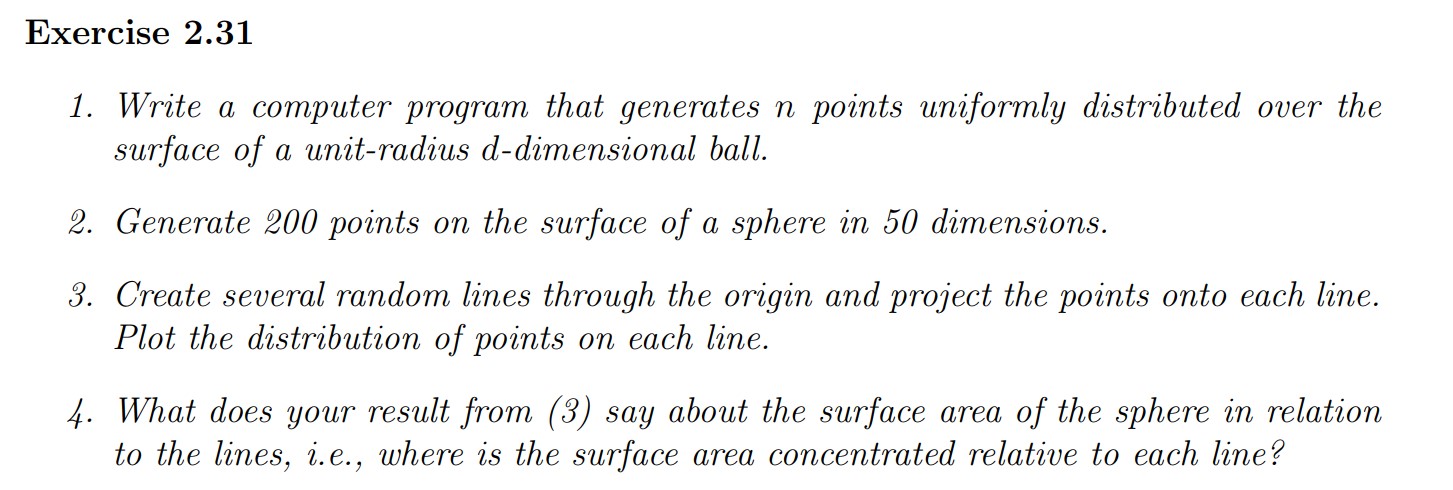 Exercise 2.31
1. Write a computer program that generates n points uniformly distributed over the
surface of a unit-radius d-dimensional ball.
2. Generate 200 points on the surface of a sphere in 50 dimensions.
3. Create several random lines through the origin and project the points onto each line.
Plot the distribution of points on each line.
4. What does your result from (3) say about the surface area of the sphere in relation
to the lines, i.e., where is the surface area concentrated relative to each line?